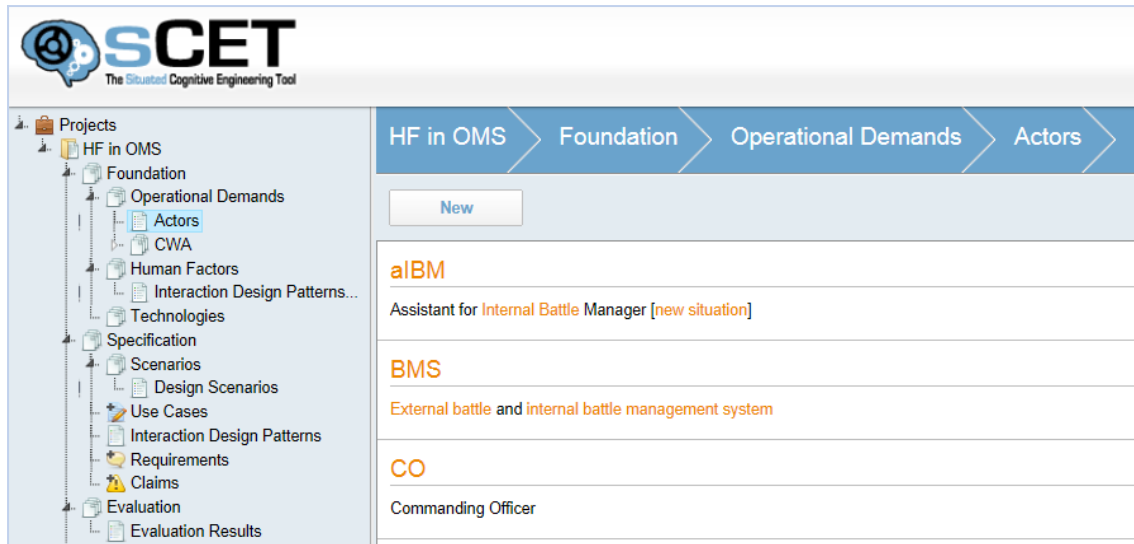 SCET
The Situated Cognitive Engineering Tool
Projects
HF in OMS
Foundation
Operational Demands
Actors
CWA
Human Factors
Interaction Design Patterns...
Technologies
Specification
Scenarios
Design Scenarios
Use Cases
Interaction Design Patterns
Requirements
Claims
Evaluation
Evaluation Results
HF in OMS Foundation Operational Demands Actors
New
aIBM
Assistant for Internal Battle Manager [new situation]
BMS
External battle and internal battle management system
CO
Commanding Officer